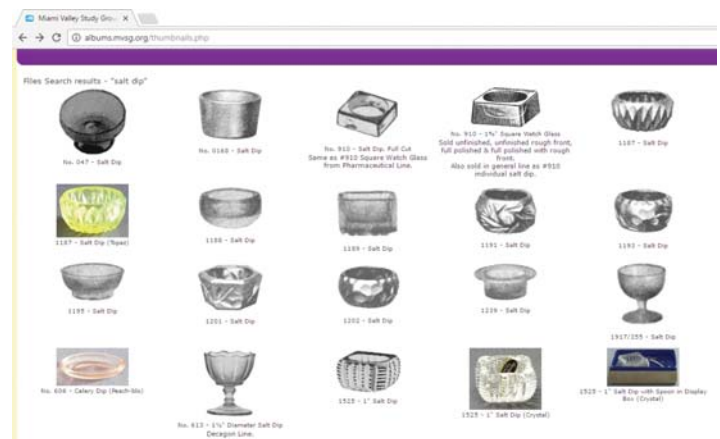 Miami Valley Study Gro
albums.mvsg.org/thumbnails.php
Files Search results - "salt dip"
No. 047 - Salt Dip
No. 0168 - Salt Dip
No. 910 - Salt Dip. Full Cut
Same as #910 Square Watch Glass
from Pharmaceutical Line.
No. 910 - 1⅝" Square Watch Glass
Sold unfinished, unfinished rough front,
full polished & full polished with rough
front.
Also sold in general line as #910
individual salt dip.
1187 - Salt Dip
1187 - Salt Dip (Topaz)
1188 - Salt Dip
1189 - Salt Dip
1191 - Salt Dip
1192 - Salt Dip
1195 - Salt Dip
1201 - Salt Dip
1202 - Salt Dip
1239 - Salt Dip
1917/255 - Salt Dip
No. 606 - Celery Dip (Peach-blo)
No. 613 - 1½" Diameter Salt Dip
Decagon Line.
1525 - 1" Salt Dip
1525 - 1" Salt Dip (Crystal)
1525 - 1" Salt Dip with Spoon in Display
Box (Crystal)